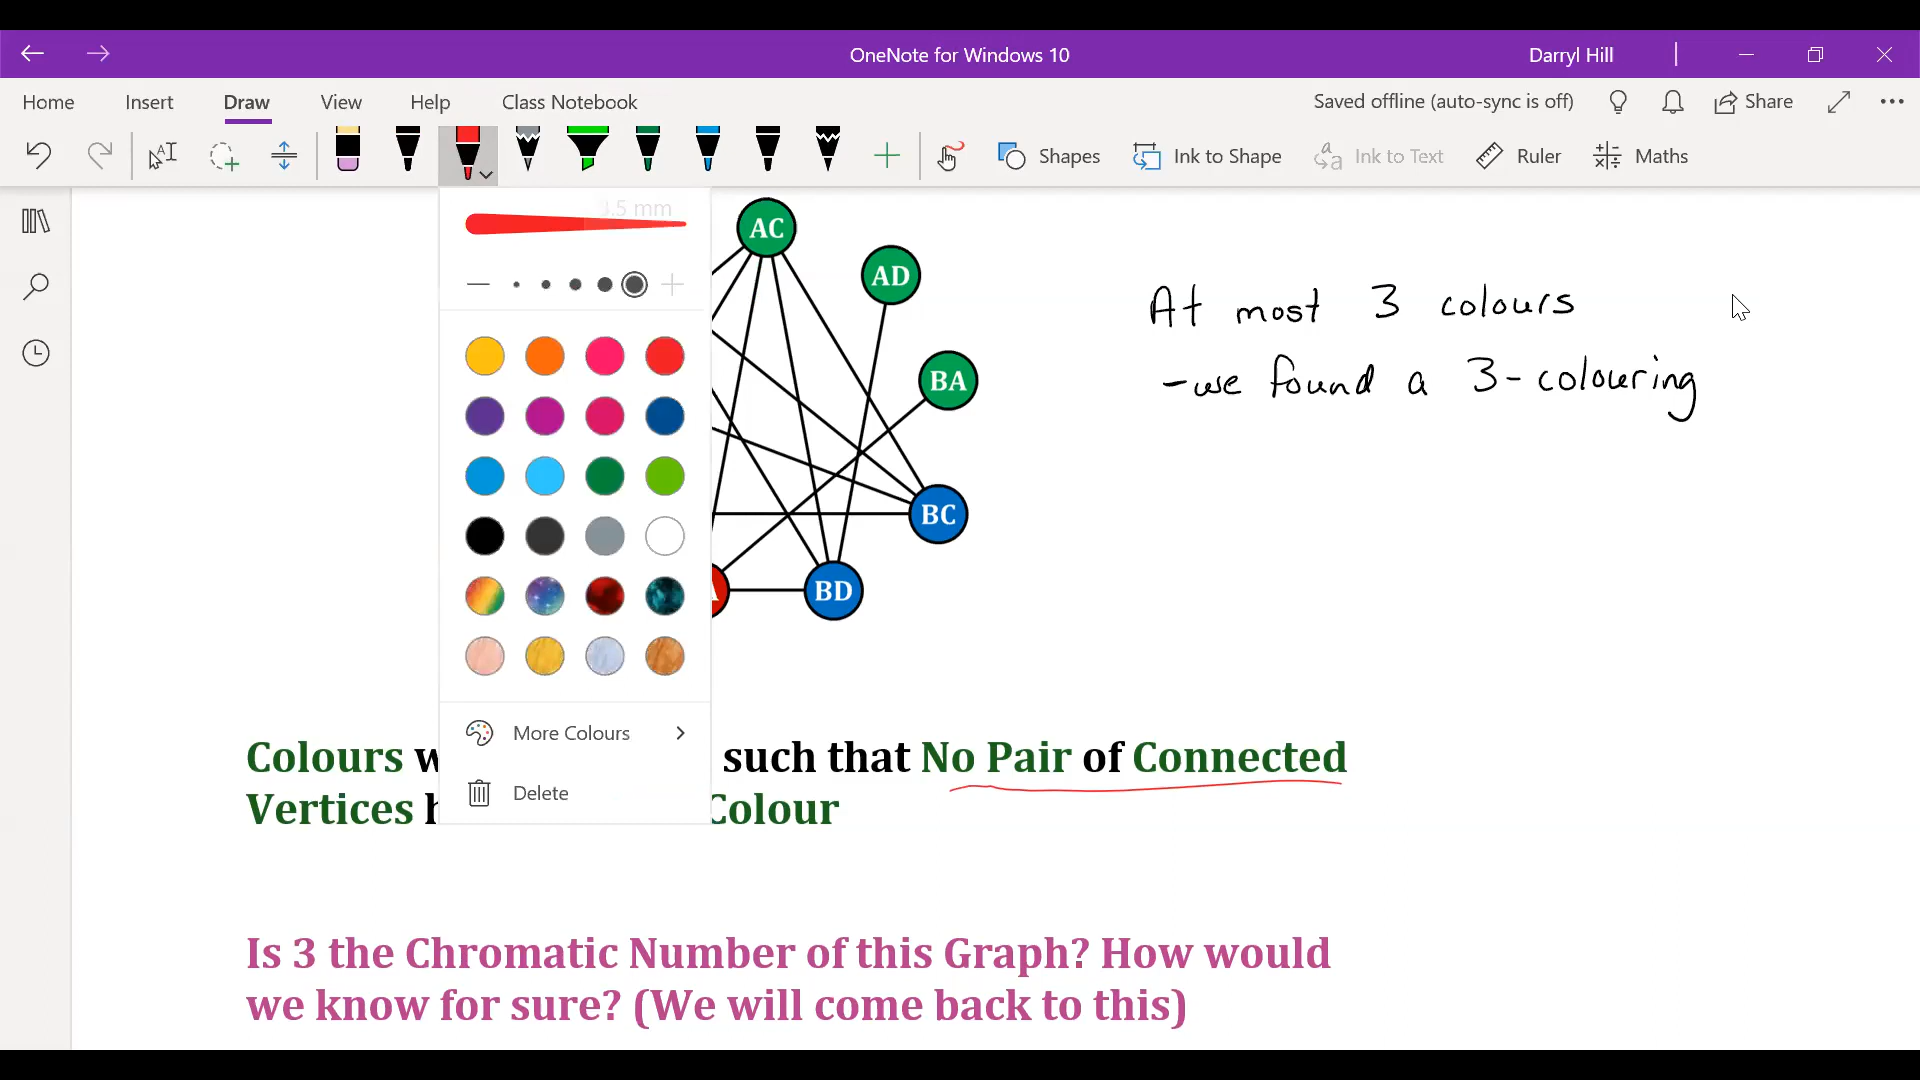 OneNote for Windows 10
Darryl Hill
Home Insert Draw View Help Class Notebook
Saved offline (auto-sync is off) Share
Shapes Ink to Shape Ink to Text Ruler Maths
.5 mm
AC
AD
At most 3 colours
BA
-we found a 3-colouring
BC
BD
More Colours
Colours such that No Pair of Connected
Delete
Vertices Colour
Is 3 the Chromatic Number of this Graph? How would
we know for sure? (We will come back to this)